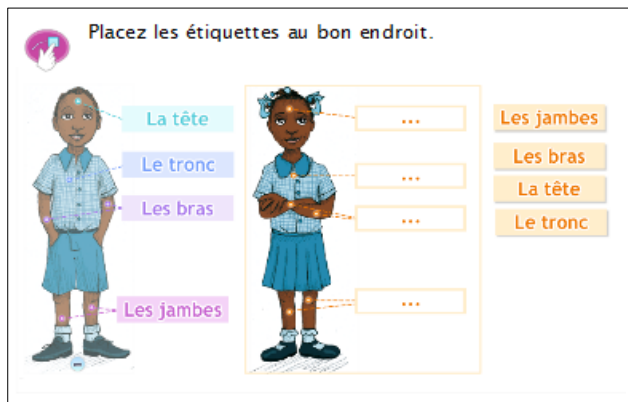 Placez les étiquettes au bon endroit.
La tête
Le tronc
Les bras
Les jambes
...
...
...
...
Les jambes
Les bras
La tête
Le tronc